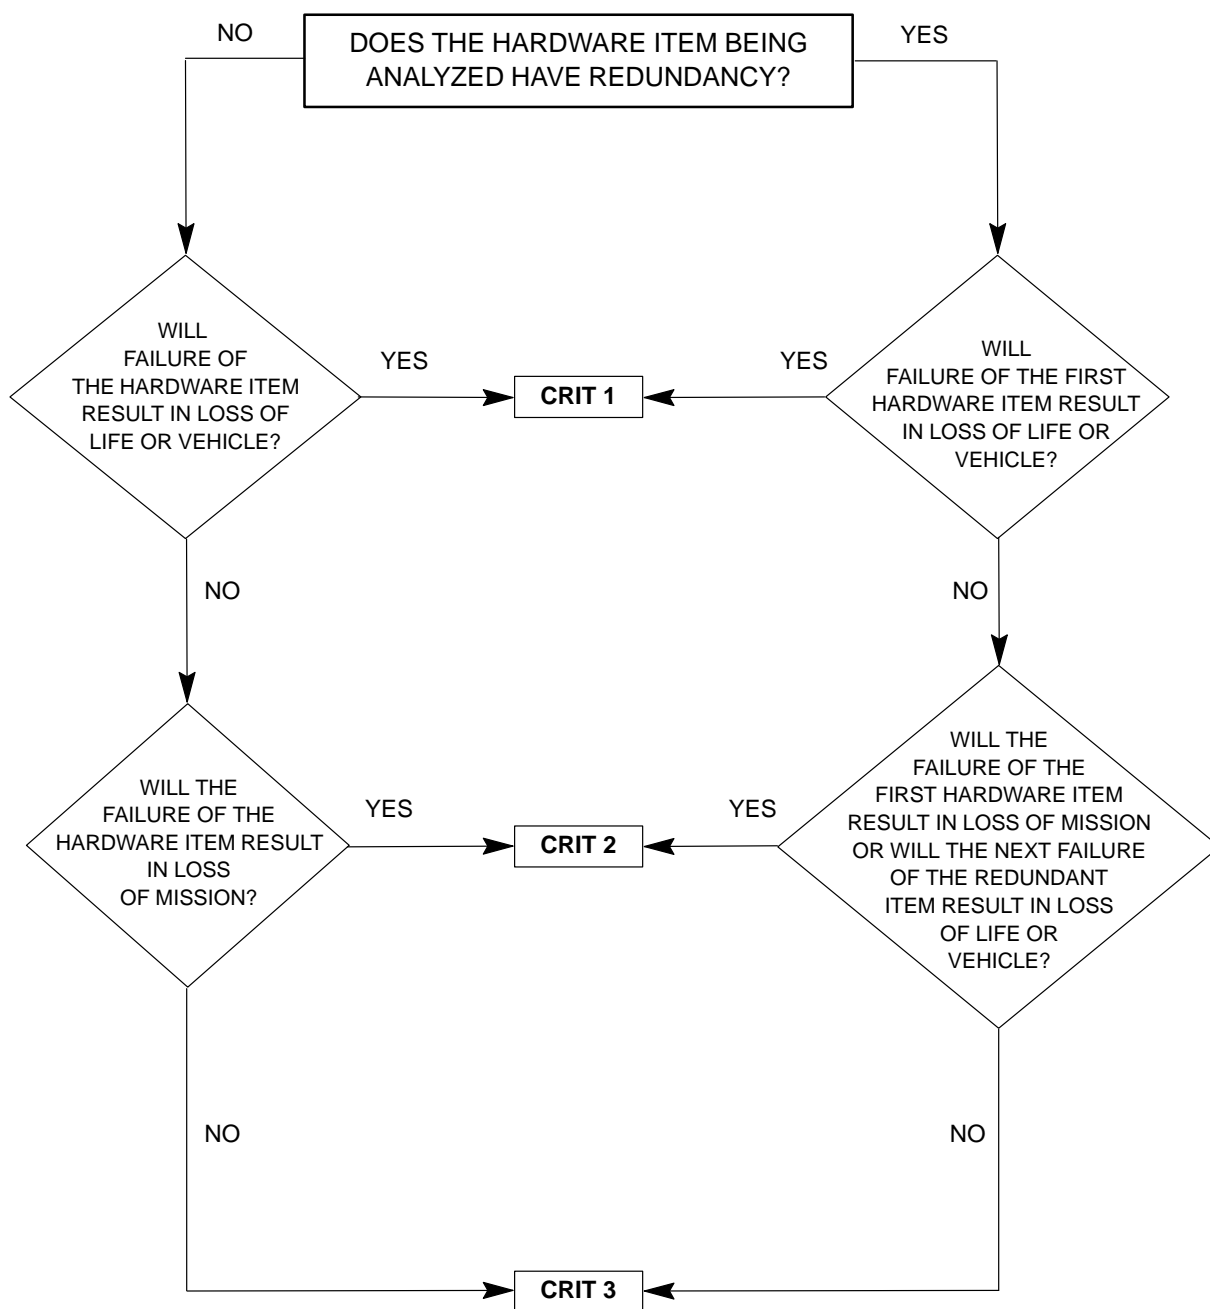 NO
DOES THE HARDWARE ITEM BEING
ANALYZED HAVE REDUNDANCY?
YES
WILL
FAILURE OF
THE HARDWARE ITEM
RESULT IN LOSS OF
LIFE OR VEHICLE?
YES
CRIT 1
YES
WILL
FAILURE OF THE FIRST
HARDWARE ITEM RESULT
IN LOSS OF LIFE OR
VEHICLE?
NO
NO
WILL THE
FAILURE OF THE
HARDWARE ITEM RESULT
IN LOSS
OF MISSION?
YES
CRIT 2
YES
WILL THE
FAILURE OF THE
FIRST HARDWARE ITEM
RESULT IN LOSS OF MISSION
OR WILL THE NEXT FAILURE
OF THE REDUNDANT
ITEM RESULT IN LOSS
OF LIFE OR
VEHICLE?
NO
NO
CRIT 3